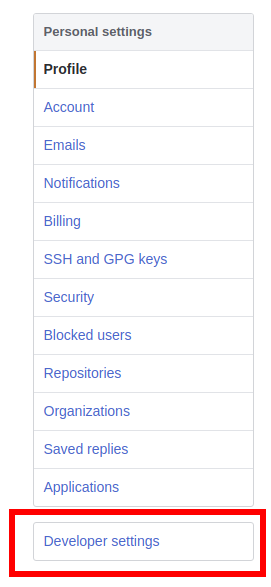 Personal settings
Profile
Account
Emails
Notifications
Billing
SSH and GPG keys
Security
Blocked users
Repositories
Organizations
Saved replies
Applications
Developer settings